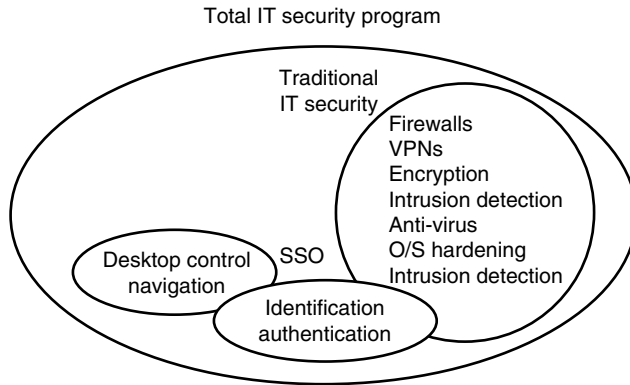 Total IT security program
Traditional
IT security
Firewalls
VPNs
Encryption
Intrusion detection
Anti-virus
O/S hardening
Intrusion detection
Desktop control
navigation
SSO
Identification
authentication